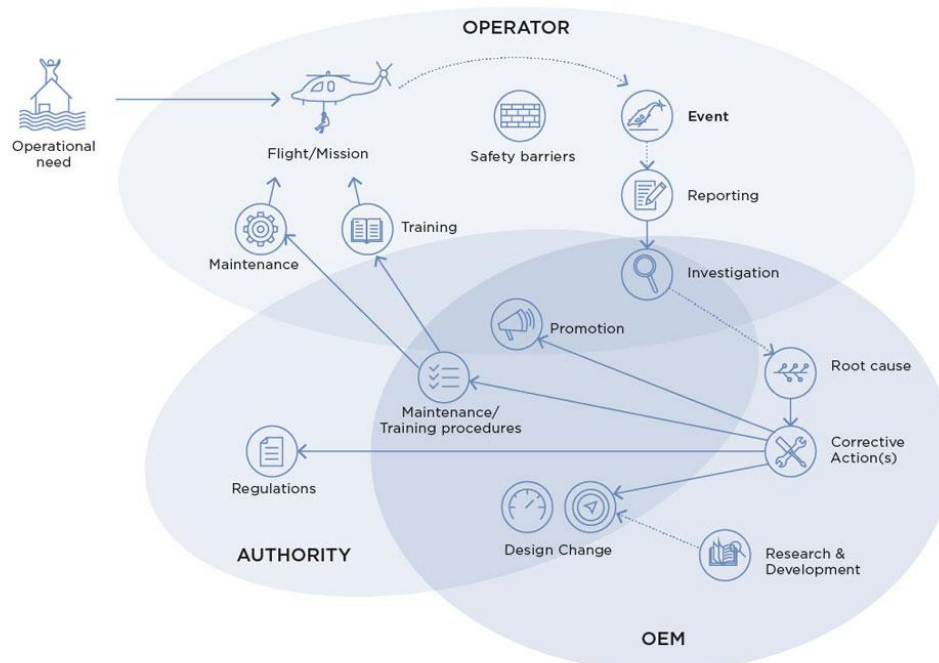 OPERATOR
Operational
need
Flight/Mission
Safety barriers
Event
Reporting
Maintenance
Training
Investigation
Promotion
Root cause
Maintenance/
Training procedures
Corrective
Action(s)
Regulations
Design Change
Research &
Development
AUTHORITY
OEM